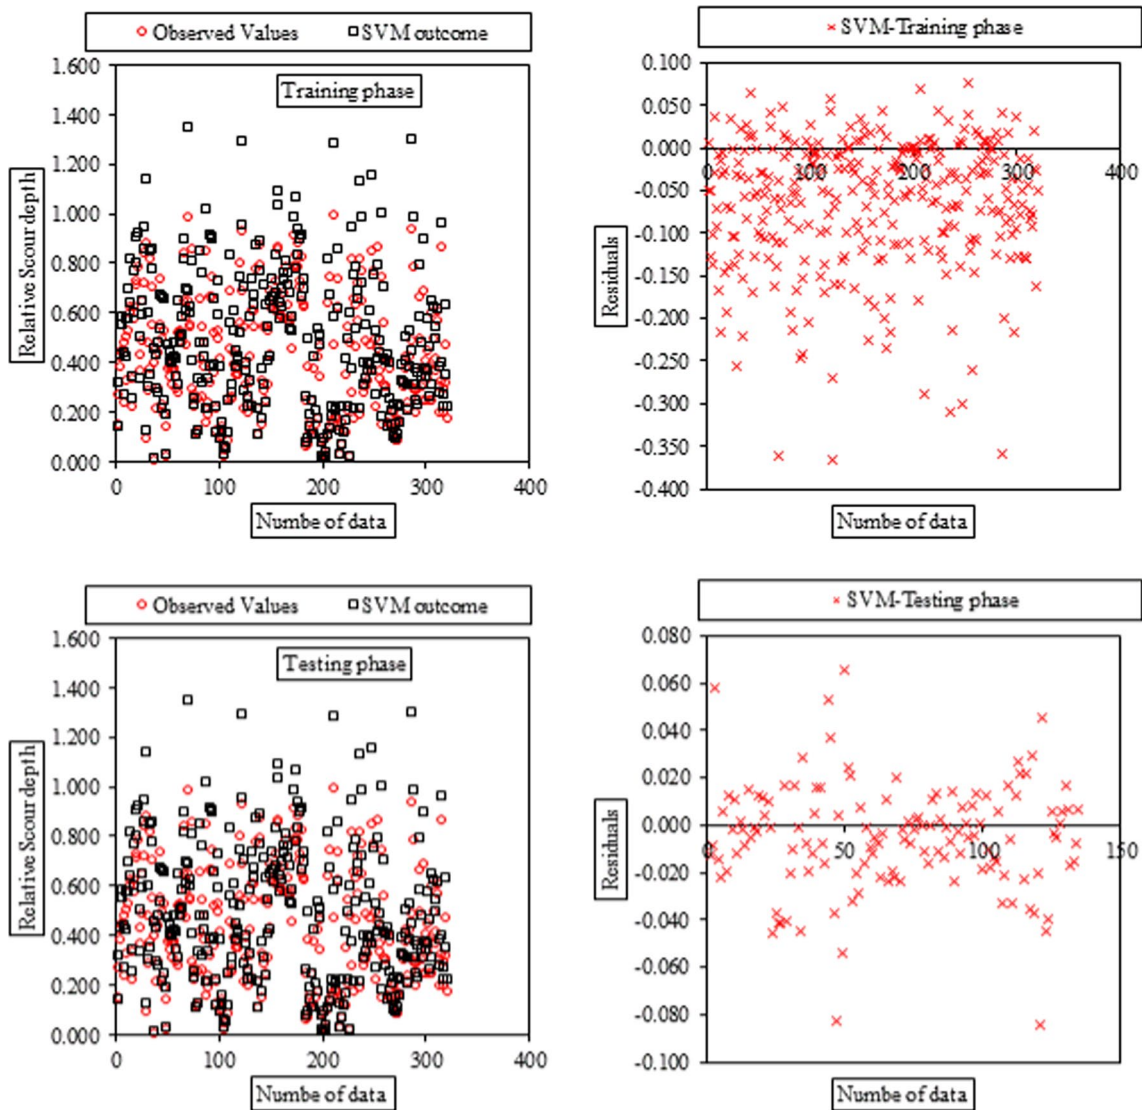 Observed Values SVM outcome
Training phase
Relative Scour depth
1.600
1.400
1.200
1.000
0.800
0.600
0.400
0.200
0.000
0 100 200 300 400
Numbe of data
SVM-Training phase
Residuals
0.100
0.050
0.000
-0.050
-0.100
-0.150
-0.200
-0.250
-0.300
-0.350
-0.400
0 100 200 300 400
Numbe of data
Observed Values SVM outcome
Testing phase
Relative Scour depth
1.600
1.400
1.200
1.000
0.800
0.600
0.400
0.200
0.000
0 100 200 300 400
Numbe of data
SVM-Testing phase
Residuals
0.080
0.060
0.040
0.020
0.000
-0.020
-0.040
-0.060
-0.080
-0.100
0 50 100 150
Numbe of data